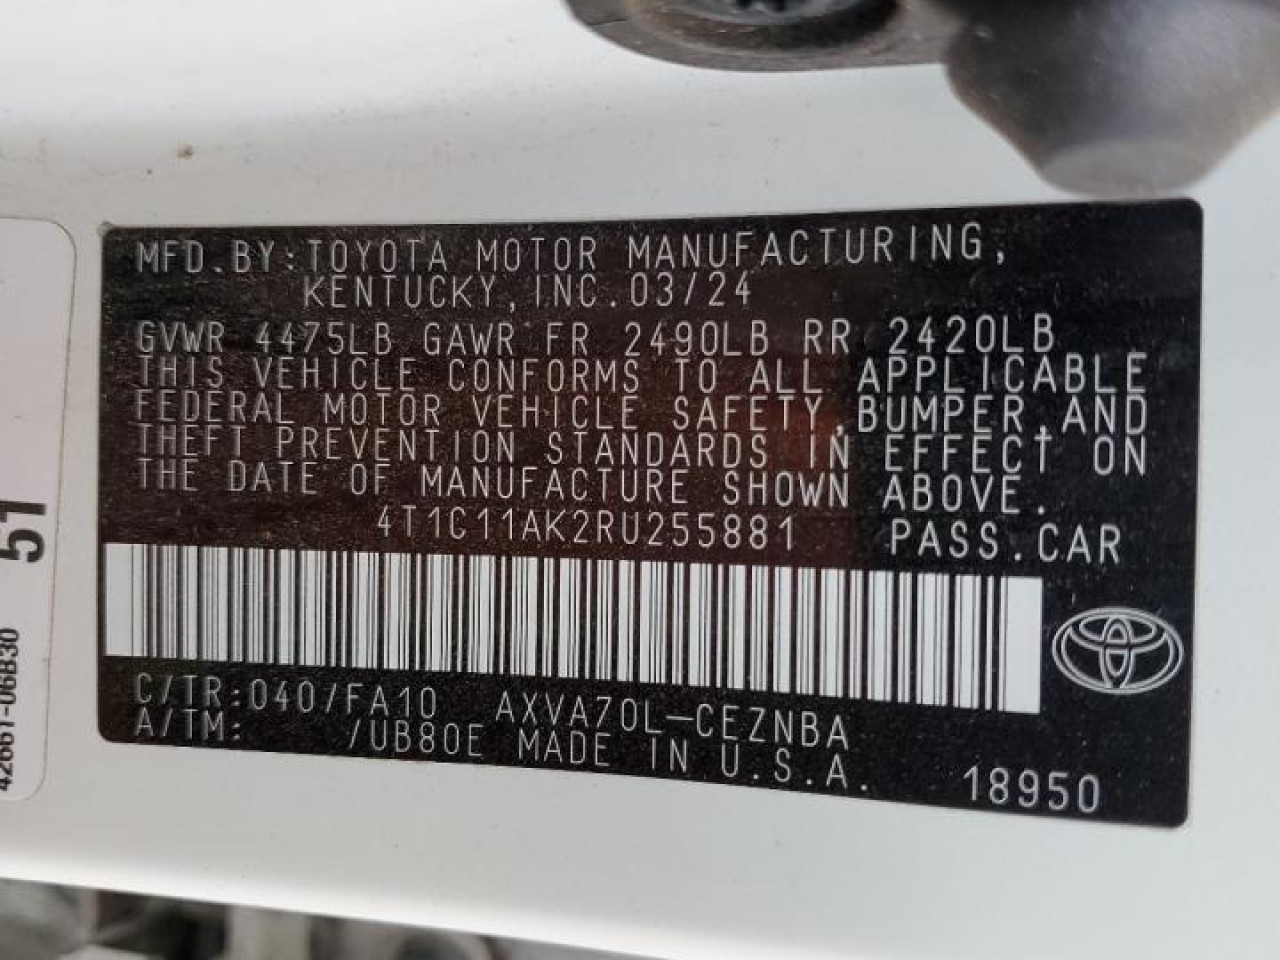 MFD.BY:TOYOTA MOTOR MANUFACTURING,
KENTUCKY,INC.03/24
GVWR 4475LB GAWR FR 2490LB RR 2420LB
THIS VEHICLE CONFORMS TO ALL APPLICABLE
FEDERAL MOTOR VEHICLE SAFETY,BUMPER,AND
THEFT PREVENTION STANDARDS IN EFFECT ON
THE DATE OF MANUFACTURE SHOWN ABOVE.
4T1C11AK2RU255881 PASS.CAR
C/TR:040/FA10 AXVA70L-CEZNBA
A/TM: /UB80E MADE IN U.S.A.
18950
51
42661-06B30